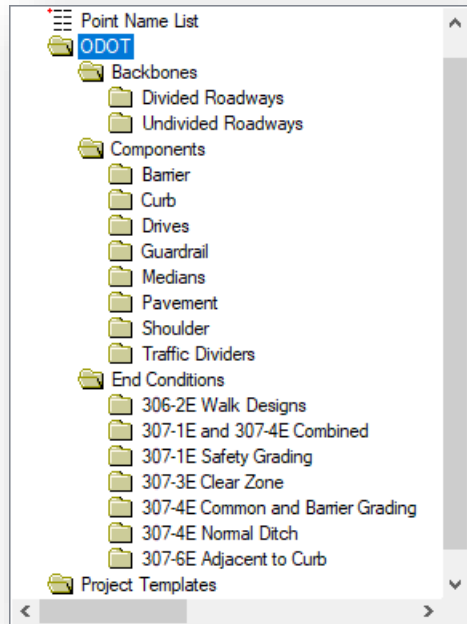 Point Name List
ODOT
Backbones
Divided Roadways
Undivided Roadways
Components
Barrier
Curb
Drives
Guardrail
Medians
Pavement
Shoulder
Traffic Dividers
End Conditions
306-2E Walk Designs
307-1E and 307-4E Combined
307-1E Safety Grading
307-3E Clear Zone
307-4E Common and Barrier Grading
307-4E Normal Ditch
307-6E Adjacent to Curb
Project Templates